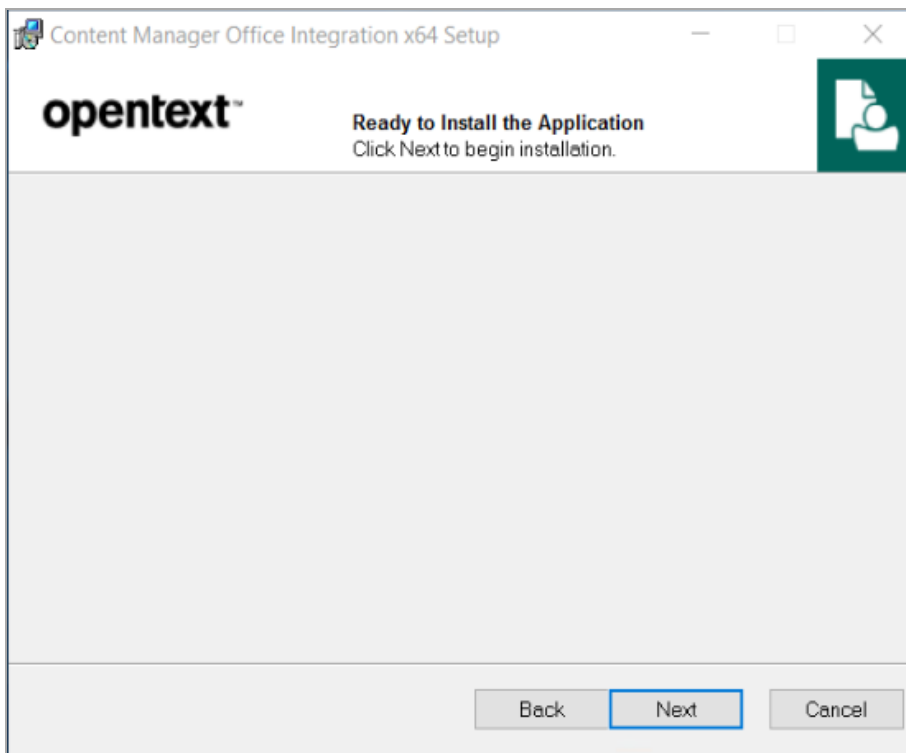 Content Manager Office Integration x64 Setup
opentext™
Ready to Install the Application
Click Next to begin installation.
Back
Next
Cancel